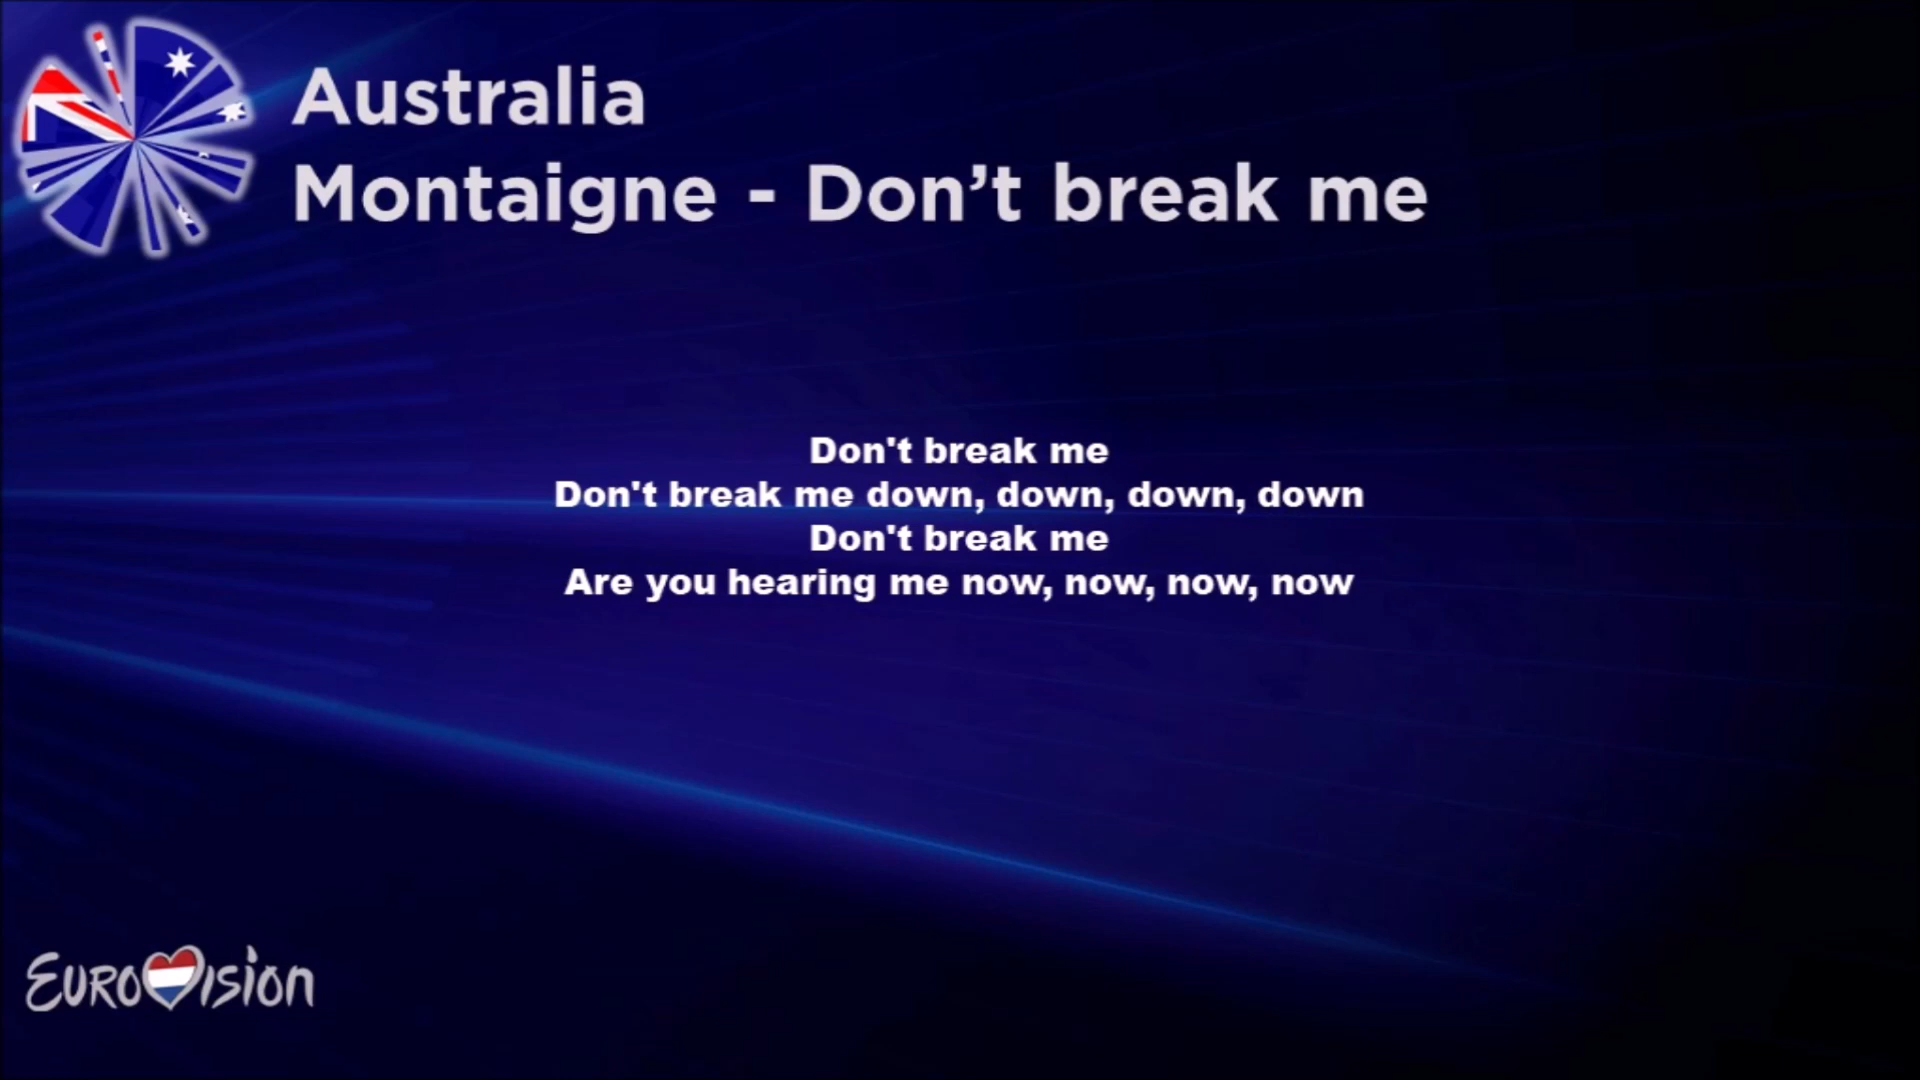 Australia
Montaigne - Don’t break me
Don't break me
Don't break me down, down, down, down
Don't break me
Are you hearing me now, now, now, now
EUROVISION